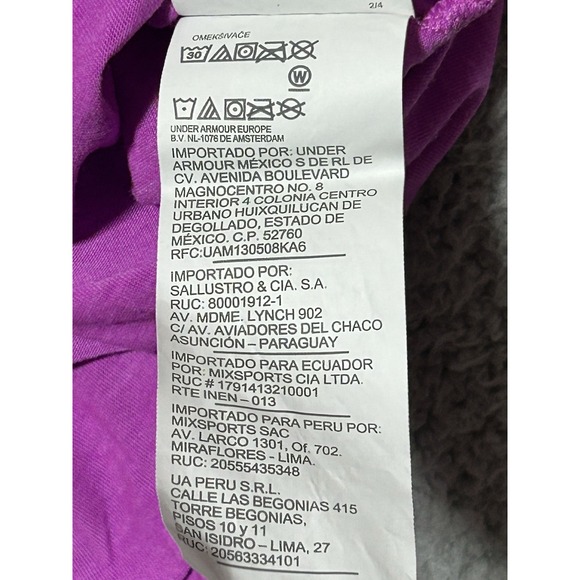 2/4
OMEKŠIVAČE
30
W
UNDER ARMOUR EUROPE
B.V. NL-1076 DE AMSTERDAM
IMPORTADO POR: UNDER
ARMOUR MÉXICO S DE RL DE
CV. AVENIDA BOULEVARD
MAGNOCENTRO NO. 8
INTERIOR 4 COLONIA CENTRO
URBANO HUIXQUILUCAN DE
DEGOLLADO, ESTADO DE
MÉXICO. C.P. 52760
RFC:UAM130508KA6
IMPORTADO POR:
SALLUSTRO & CIA. S.A.
RUC: 80001912-1
AV. MDME. LYNCH 902
C/ AV. AVIADORES DEL CHACO
ASUNCIÓN - PARAGUAY
IMPORTADO PARA ECUADOR
POR: MIXSPORTS CIA LTDA.
RUC # 1791413210001
RTE INEN - 013
IMPORTADO PARA PERU POR:
MIXSPORTS SAC
AV. LARCO 1301, Of. 702.
MIRAFLORES - LIMA.
RUC: 20555435348
UA PERU S.R.L.
CALLE LAS BEGONIAS 415
TORRE BEGONIAS,
PISOS 10 y 11
SAN ISIDRO - LIMA, 27
RUC: 20563334101